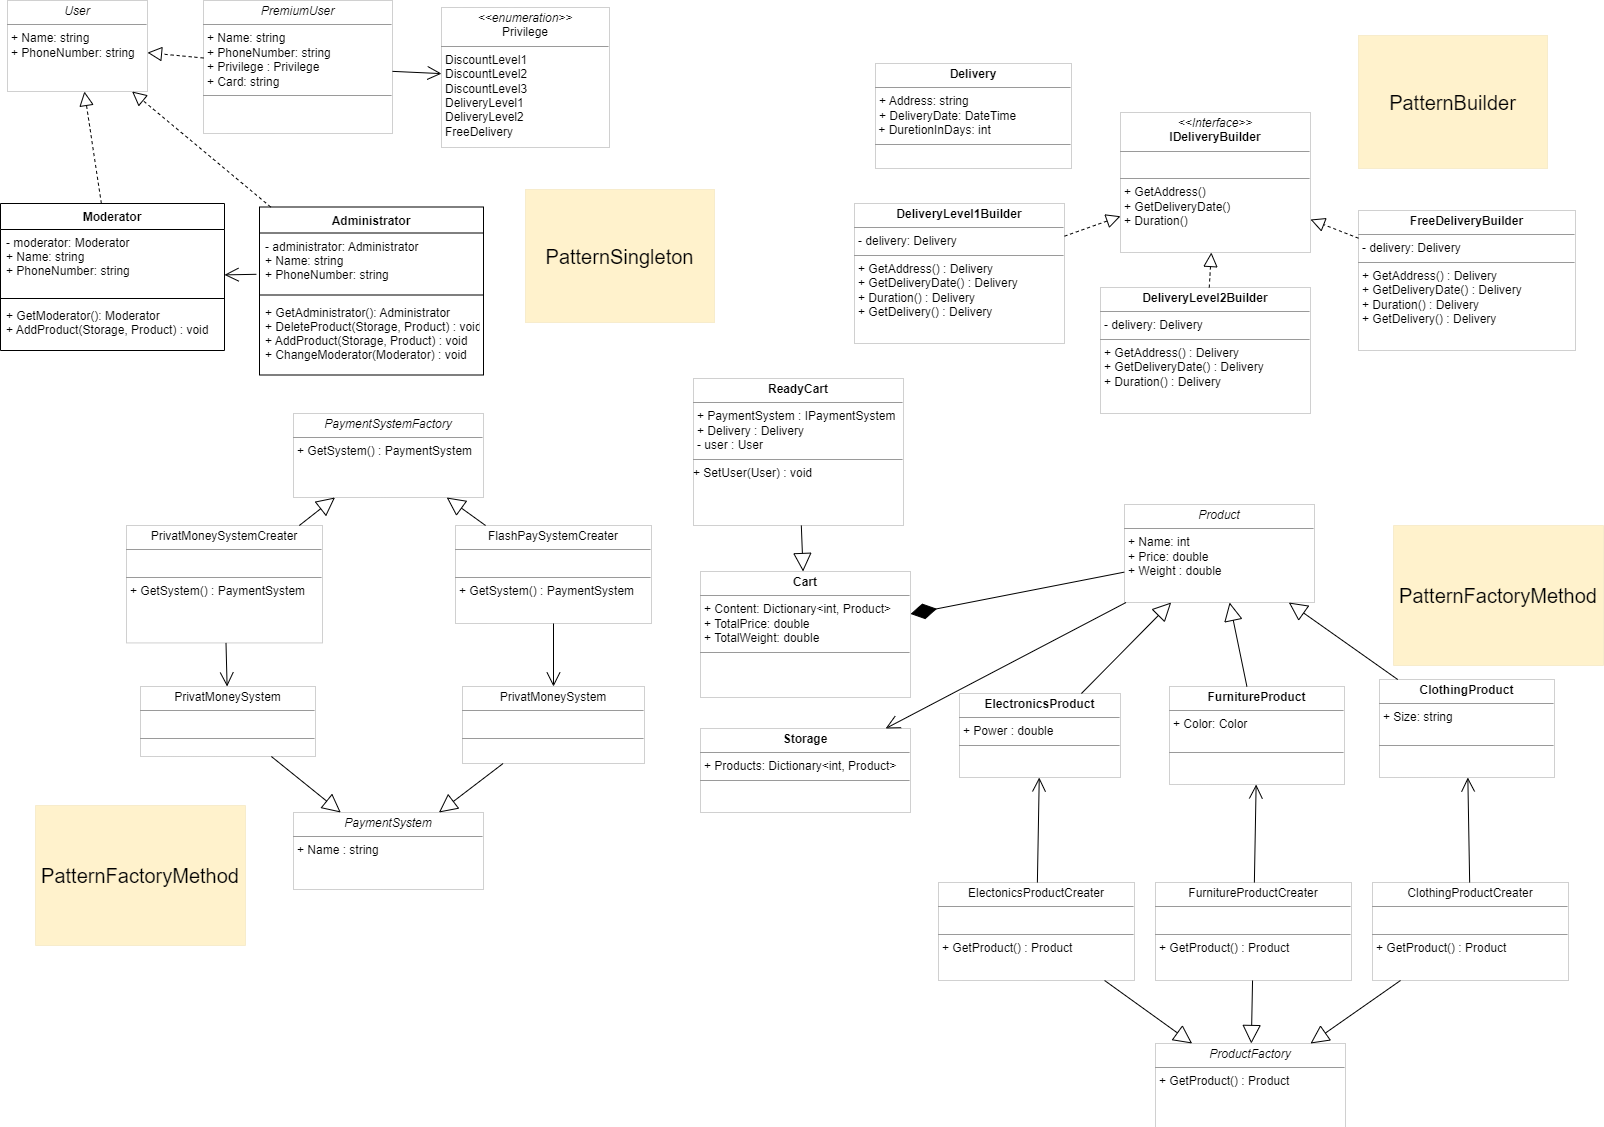 User
+ Name: string
+ PhoneNumber: string
PremiumUser
+ Name: string
+ PhoneNumber: string
+ Privilege : Privilege
+ Card: string
<<enumeration>>
Privilege
DiscountLevel1
DiscountLevel2
DiscountLevel3
DeliveryLevel1
DeliveryLevel2
FreeDelivery
Moderator
- moderator: Moderator
+ Name: string
+ PhoneNumber: string
+ GetModerator(): Moderator
+ AddProduct(Storage, Product) : void
Administrator
- administrator: Administrator
+ Name: string
+ PhoneNumber: string
+ GetAdministrator(): Administrator
+ DeleteProduct(Storage, Product) : void
+ AddProduct(Storage, Product) : void
+ ChangeModerator(Moderator) : void
PatternSingleton
Delivery
+ Address: string
+ DeliveryDate: DateTime
+ DuretionInDays: int
<<Interface>>
IDeliveryBuilder
+ GetAddress()
+ GetDeliveryDate()
+ Duration()
PatternBuilder
DeliveryLevel1Builder
- delivery: Delivery
+ GetAddress() : Delivery
+ GetDeliveryDate() : Delivery
+ Duration() : Delivery
+ GetDelivery() : Delivery
DeliveryLevel2Builder
- delivery: Delivery
+ GetAddress() : Delivery
+ GetDeliveryDate() : Delivery
+ Duration() : Delivery
FreeDeliveryBuilder
- delivery: Delivery
+ GetAddress() : Delivery
+ GetDeliveryDate() : Delivery
+ Duration() : Delivery
+ GetDelivery() : Delivery
PaymentSystemFactory
+ GetSystem() : PaymentSystem
PrivatMoneySystemCreater
+ GetSystem() : PaymentSystem
FlashPaySystemCreater
+ GetSystem() : PaymentSystem
PrivatMoneySystem
PrivatMoneySystem
PaymentSystem
+ Name : string
PatternFactoryMethod
ReadyCart
+ PaymentSystem : IPaymentSystem
+ Delivery : Delivery
- user : User
+ SetUser(User) : void
Cart
+ Content: Dictionary<int, Product>
+ TotalPrice: double
+ TotalWeight: double
Storage
+ Products: Dictionary<int, Product>
Product
+ Name: int
+ Price: double
+ Weight : double
PatternFactoryMethod
ElectronicsProduct
+ Power : double
FurnitureProduct
+ Color: Color
ClothingProduct
+ Size: string
ElectonicsProductCreater
+ GetProduct() : Product
FurnitureProductCreater
+ GetProduct() : Product
ClothingProductCreater
+ GetProduct() : Product
ProductFactory
+ GetProduct() : Product